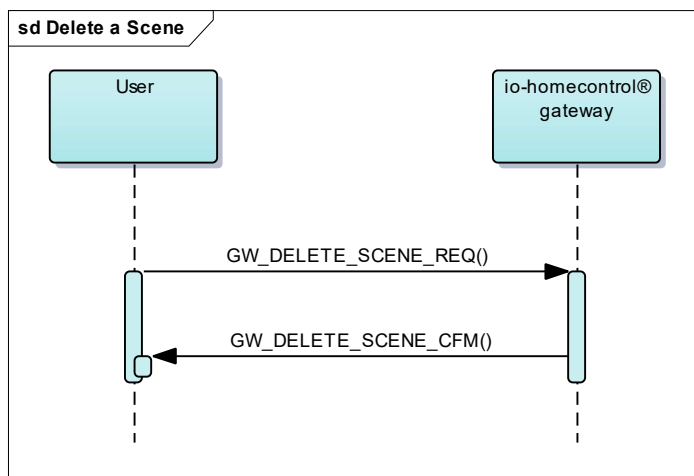 sd Delete a Scene
User
io-homecontrol®
gateway
GW_DELETE_SCENE_REQ()
GW_DELETE_SCENE_CFM()